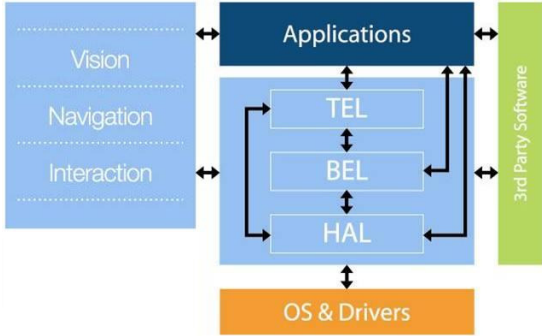 Vision
Navigation
Interaction
Applications
TEL
BEL
HAL
OS & Drivers
3rd Party Software